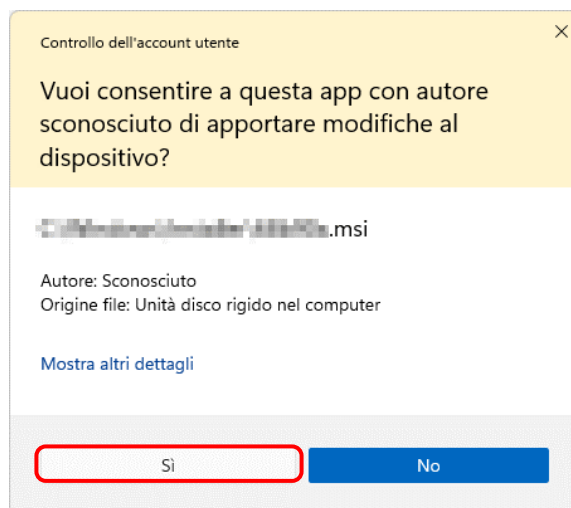 Controllo dell'account utente
Vuoi consentire a questa app con autore
sconosciuto di apportare modifiche al
dispositivo?
.msi
Autore: Sconosciuto
Origine file: Unità disco rigido nel computer
Mostra altri dettagli
Sì
No